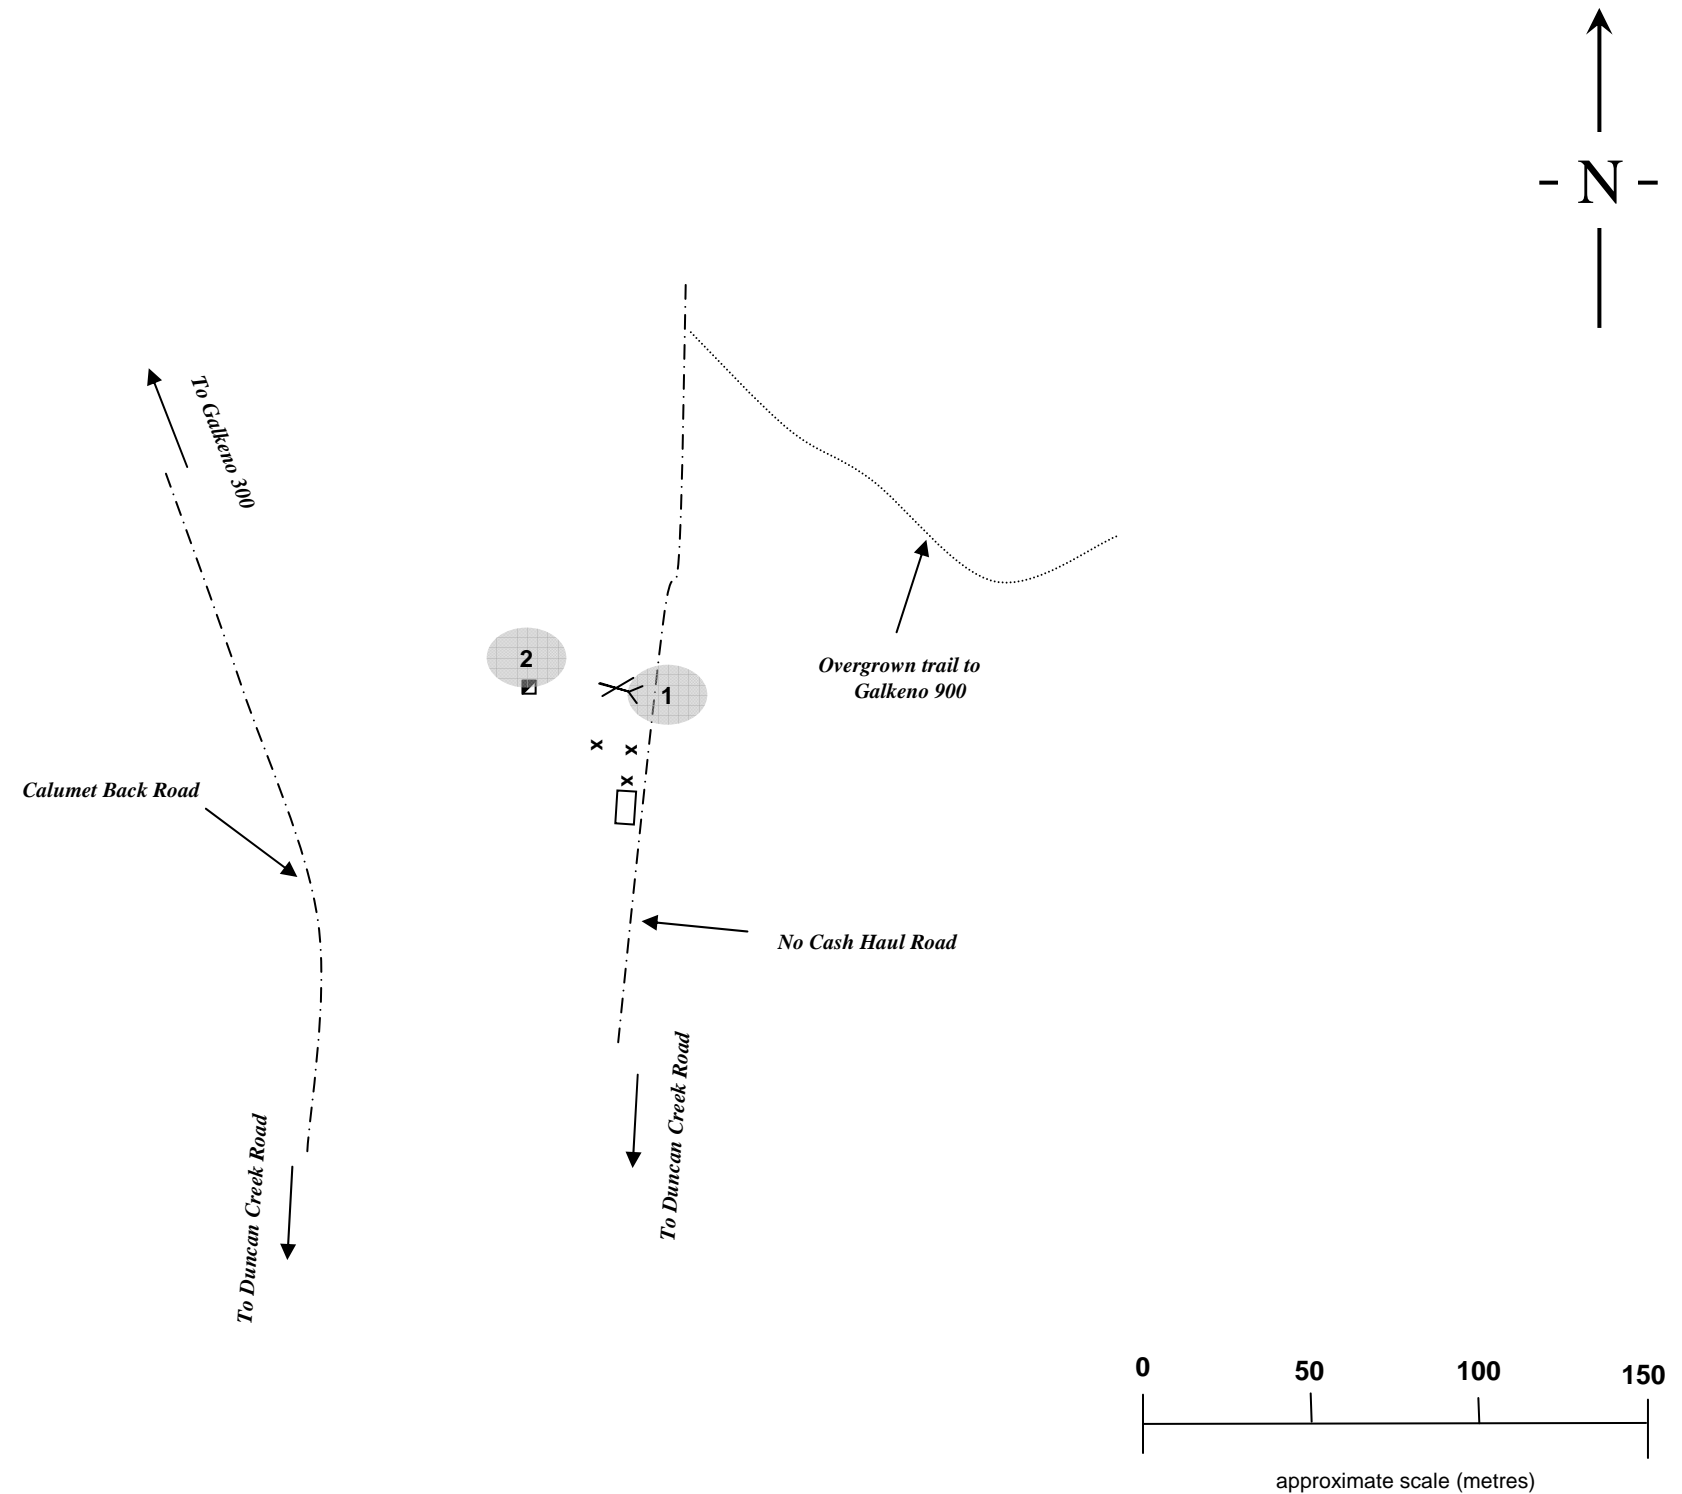 - N -
To Galkeno 300
2
1
Overgrown trail to
Galkeno 900
x
x
x
Calumet Back Road
No Cash Haul Road
To Duncan Creek Road
To Duncan Creek Road
0 50 100 150
approximate scale (metres)